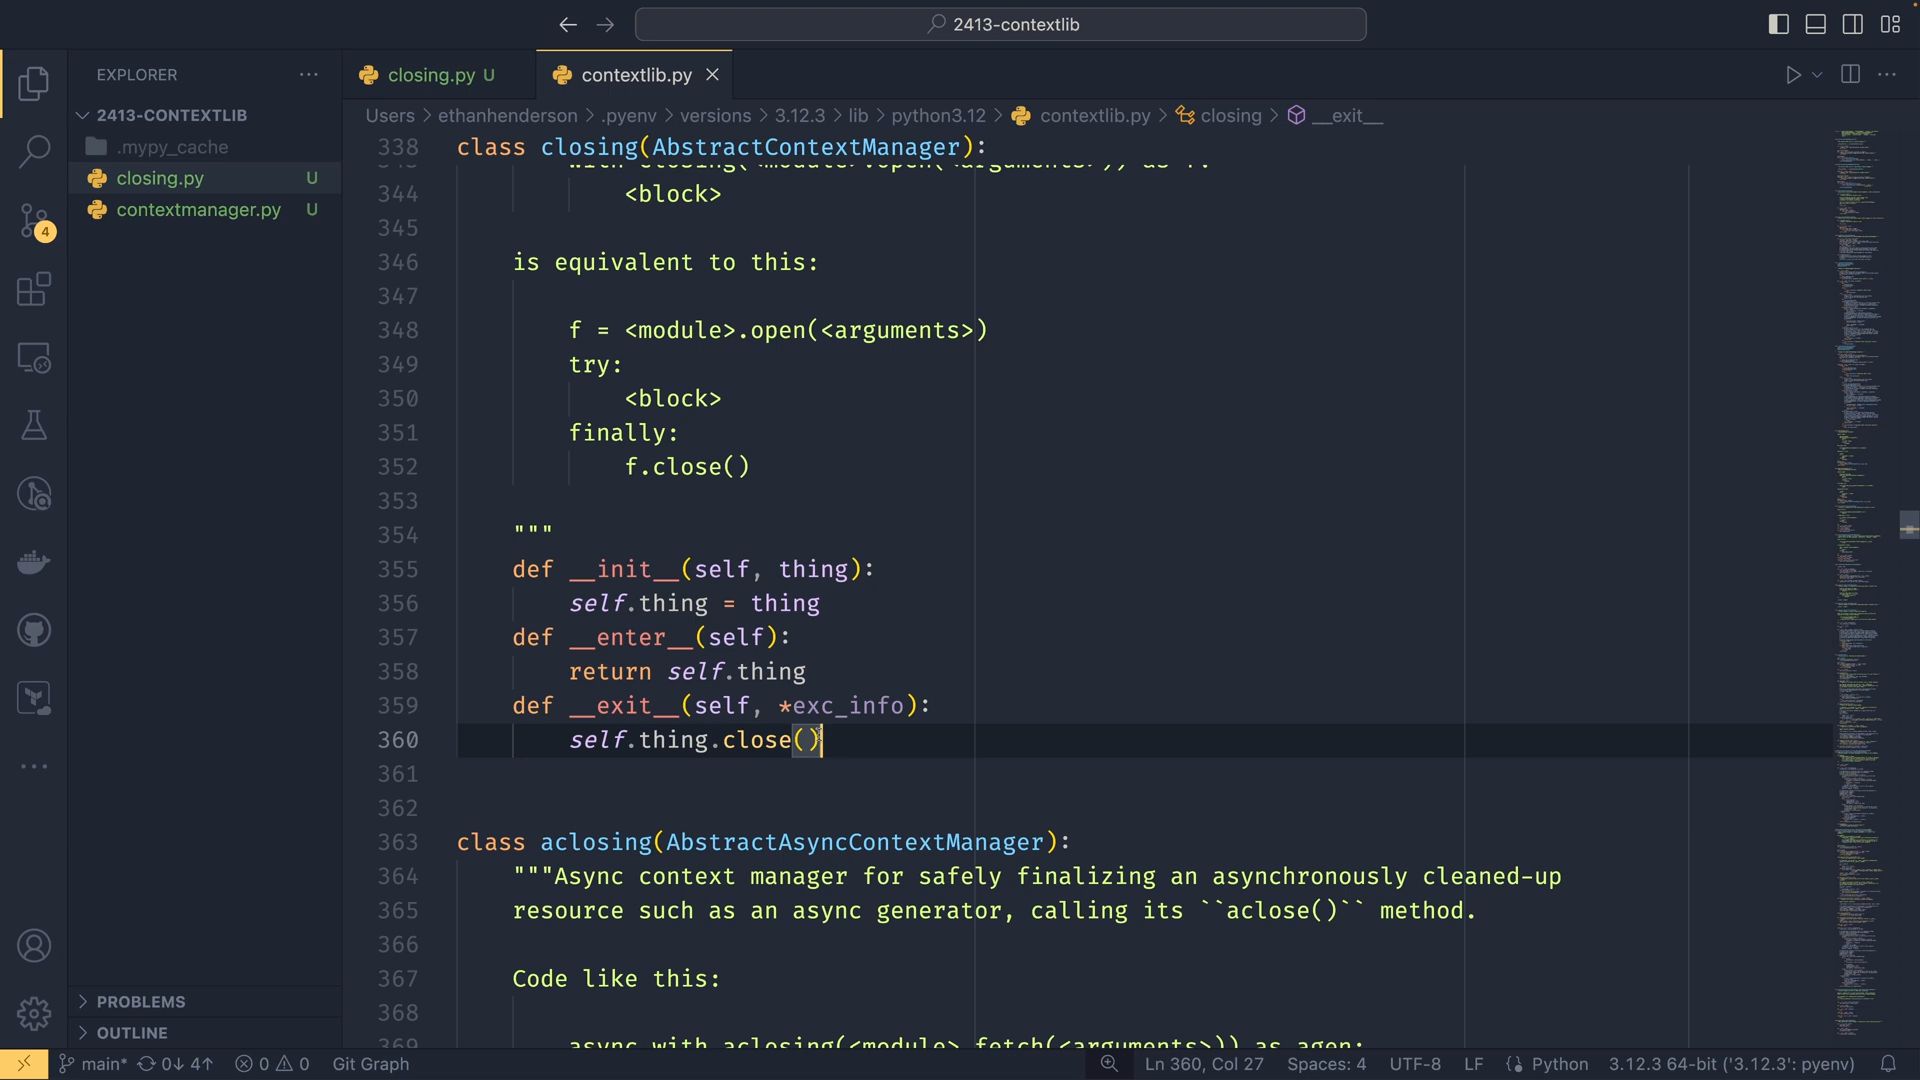 2413-contextlib
EXPLORER
closing.py U
contextlib.py
2413-CONTEXTLIB
.mypy_cache
closing.py U
contextmanager.py U
4
PROBLEMS
OUTLINE
Users > ethanhenderson > .pyenv > versions > 3.12.3 > lib > python3.12 > contextlib.py > closing > __exit__
338 class closing(AbstractContextManager):
with closing(<module>.open(<arguments>)) as f:
344 <block>
345
346 is equivalent to this:
347
348 f = <module>.open(<arguments>)
349 try:
350 <block>
351 finally:
352 f.close()
353
354 """
355 def __init__(self, thing):
356 self.thing = thing
357 def __enter__(self):
358 return self.thing
359 def __exit__(self, *exc_info):
360 self.thing.close()
361
362
363 class aclosing(AbstractAsyncContextManager):
364 """Async context manager for safely finalizing an asynchronously cleaned-up
365 resource such as an async generator, calling its ``aclose()`` method.
366
367 Code like this:
368
369 async with aclosing(<module>.fetch(<arguments>)) as agen:
main* 0↓ 4↑ 0 0 Git Graph
Ln 360, Col 27 Spaces: 4 UTF-8 LF Python 3.12.3 64-bit ('3.12.3': pyenv)